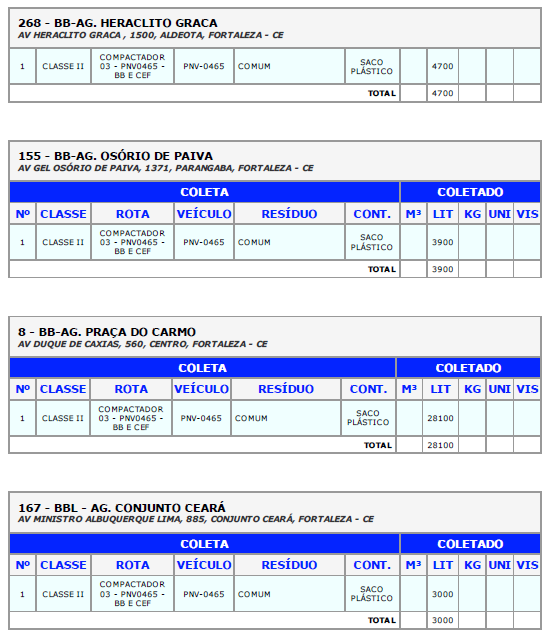 268 - BB-AG. HERACLITO GRACA
AV HERACLITO GRACA , 1500, ALDEOTA, FORTALEZA - CE
1 CLASSE II COMPACTADOR 03 - PNV0465 - BB E CEF PNV-0465 COMUM SACO PLÁSTICO 4700
TOTAL 4700
155 - BB-AG. OSÓRIO DE PAIVA
AV GEL OSÓRIO DE PAIVA, 1371, PARANGABA, FORTALEZA - CE
COLETA COLETADO
Nº CLASSE ROTA VEÍCULO RESÍDUO CONT. M³ LIT KG UNI VIS
1 CLASSE II COMPACTADOR 03 - PNV0465 - BB E CEF PNV-0465 COMUM SACO PLÁSTICO 3900
TOTAL 3900
8 - BB-AG. PRAÇA DO CARMO
AV DUQUE DE CAXIAS, 560, CENTRO, FORTALEZA - CE
COLETA COLETADO
Nº CLASSE ROTA VEÍCULO RESÍDUO CONT. M³ LIT KG UNI VIS
1 CLASSE II COMPACTADOR 03 - PNV0465 - BB E CEF PNV-0465 COMUM SACO PLÁSTICO 28100
TOTAL 28100
167 - BBL - AG. CONJUNTO CEARÁ
AV MINISTRO ALBUQUERQUE LIMA, 885, CONJUNTO CEARÁ, FORTALEZA - CE
COLETA COLETADO
Nº CLASSE ROTA VEÍCULO RESÍDUO CONT. M³ LIT KG UNI VIS
1 CLASSE II COMPACTADOR 03 - PNV0465 - BB E CEF PNV-0465 COMUM SACO PLÁSTICO 3000
TOTAL 3000